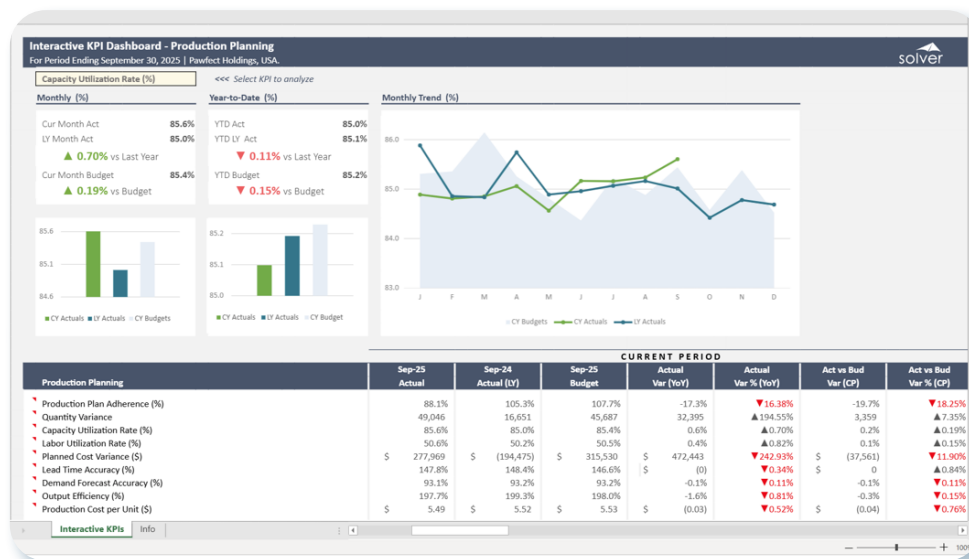 Interactive KPI Dashboard - Production Planning
For Period Ending September 30, 2025 | Pawfect Holdings, USA.
solver
Capacity Utilization Rate (%)
<<< Select KPI to analyze
Monthly (%)
Cur Month Act 85.6%
LY Month Act 85.0%
▲ 0.70% vs Last Year
Cur Month Budget 85.4%
▲ 0.19% vs Budget
Year-to-Date (%)
YTD Act 85.0%
YTD LY Act 85.1%
▼ 0.11% vs Last Year
YTD Budget 85.2%
▼ 0.15% vs Budget
Monthly Trend (%)
86.0
85.0
84.0
83.0
J F M A M J J A S O N D
CY Budgets CY Actuals LY Actuals
85.6
85.1
84.6
CY Actuals LY Actuals CY Budgets
85.2
85.1
85.0
CY Actuals LY Actuals CY Budget
CURRENT PERIOD
Sep-25 Sep-24 Sep-25 Actual Actual Act vs Bud Act vs Bud
Production Planning Actual Actual (LY) Budget Var (YoY) Var % (YoY) Var (CP) Var % (CP)
Production Plan Adherence (%) 88.1% 105.3% 107.7% -17.3% ▼16.38% -19.7% ▼18.25%
Quantity Variance 49,046 16,651 45,687 32,395 ▲194.55% 3,359 ▲7.35%
Capacity Utilization Rate (%) 85.6% 85.0% 85.4% 0.6% ▲0.70% 0.2% ▲0.19%
Labor Utilization Rate (%) 50.6% 50.2% 50.5% 0.4% ▲0.82% 0.1% ▲0.15%
Planned Cost Variance ($) $ 277,969 $ (194,475) $ 315,530 $ 472,443 ▼242.93% $ (37,561) ▼11.90%
Lead Time Accuracy (%) 147.8% 148.4% 146.6% $ (0) ▼0.34% $ 0 ▲0.84%
Demand Forecast Accuracy (%) 93.1% 93.2% 93.2% -0.1% ▼0.11% -0.1% ▼0.11%
Output Efficiency (%) 197.7% 199.3% 198.0% -1.6% ▼0.81% -0.3% ▼0.15%
Production Cost per Unit ($) $ 5.49 $ 5.52 $ 5.53 $ (0.03) ▼0.52% $ (0.04) ▼0.76%
Interactive KPIs Info